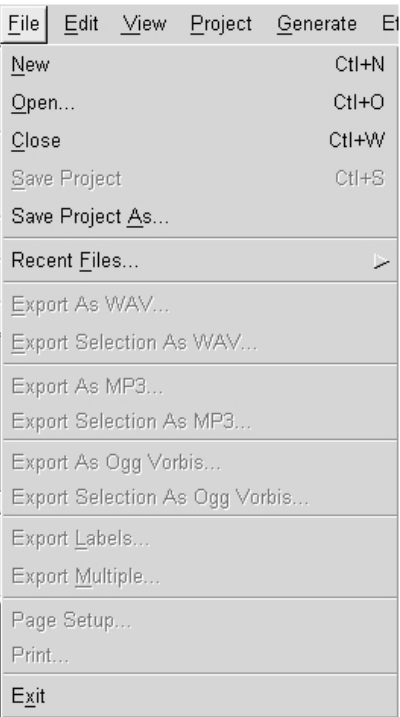 File Edit View Project Generate Ef
New Ctl+N
Open... Ctl+O
Close Ctl+W
Save Project Ctl+S
Save Project As...
Recent Files...
Export As WAV...
Export Selection As WAV...
Export As MP3...
Export Selection As MP3...
Export As Ogg Vorbis...
Export Selection As Ogg Vorbis...
Export Labels...
Export Multiple...
Page Setup...
Print...
Exit